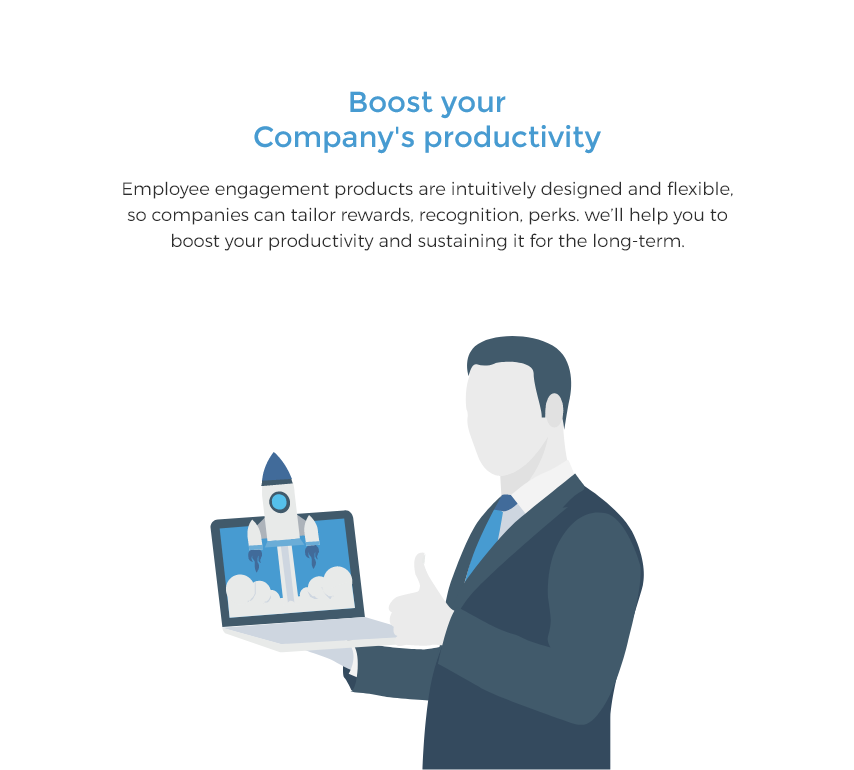 Boost your
Company's productivity
Employee engagement products are intuitively designed and flexible,
so companies can tailor rewards, recognition, perks. we’ll help you to
boost your productivity and sustaining it for the long-term.